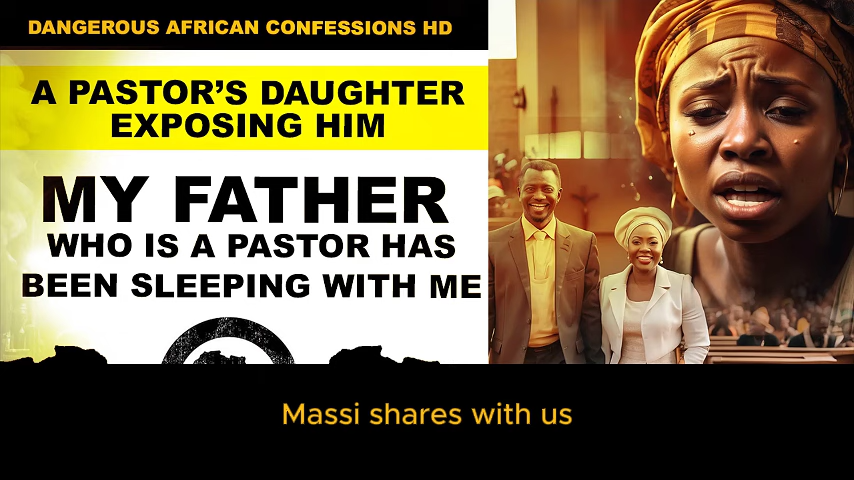 DANGEROUS AFRICAN CONFESSIONS HD
A PASTOR'S DAUGHTER
EXPOSING HIM
MY FATHER
WHO IS A PASTOR HAS
BEEN SLEEPING WITH ME
Massi shares with us